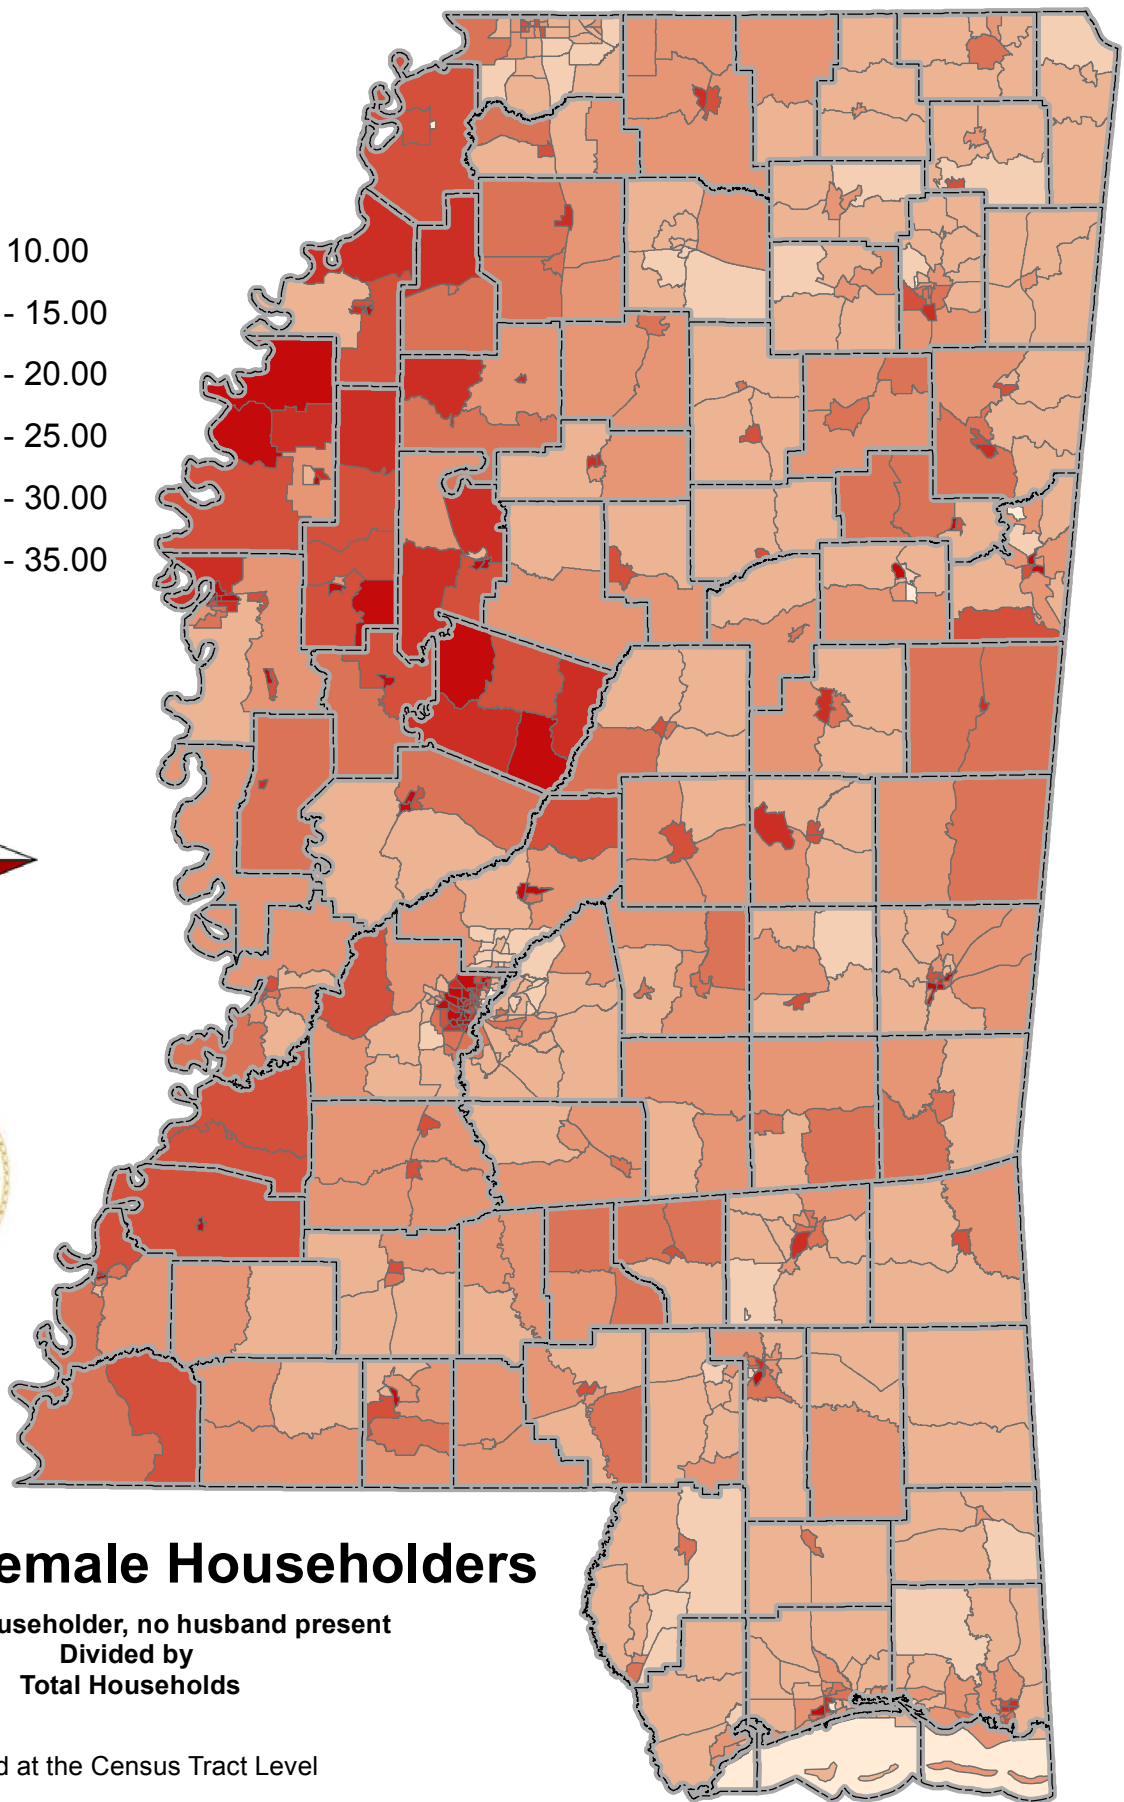 10.00
- 15.00
- 20.00
- 25.00
- 30.00
- 35.00
emale Householders
useholder, no husband present
Divided by
Total Households
d at the Census Tract Level